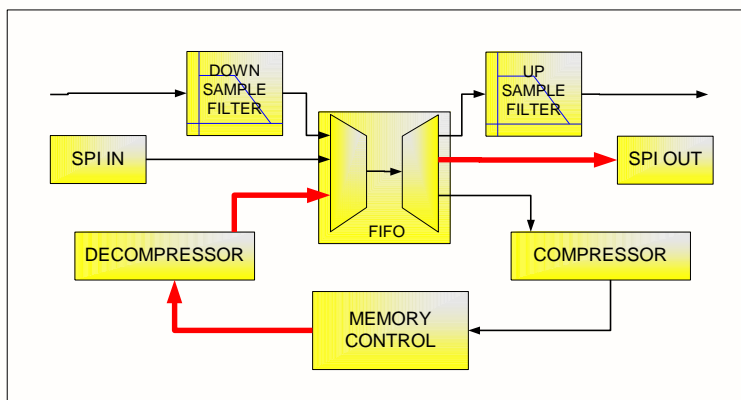 DOWN
SAMPLE
FILTER
UP
SAMPLE
FILTER
SPI IN
SPI OUT
FIFO
DECOMPRESSOR
COMPRESSOR
MEMORY
CONTROL